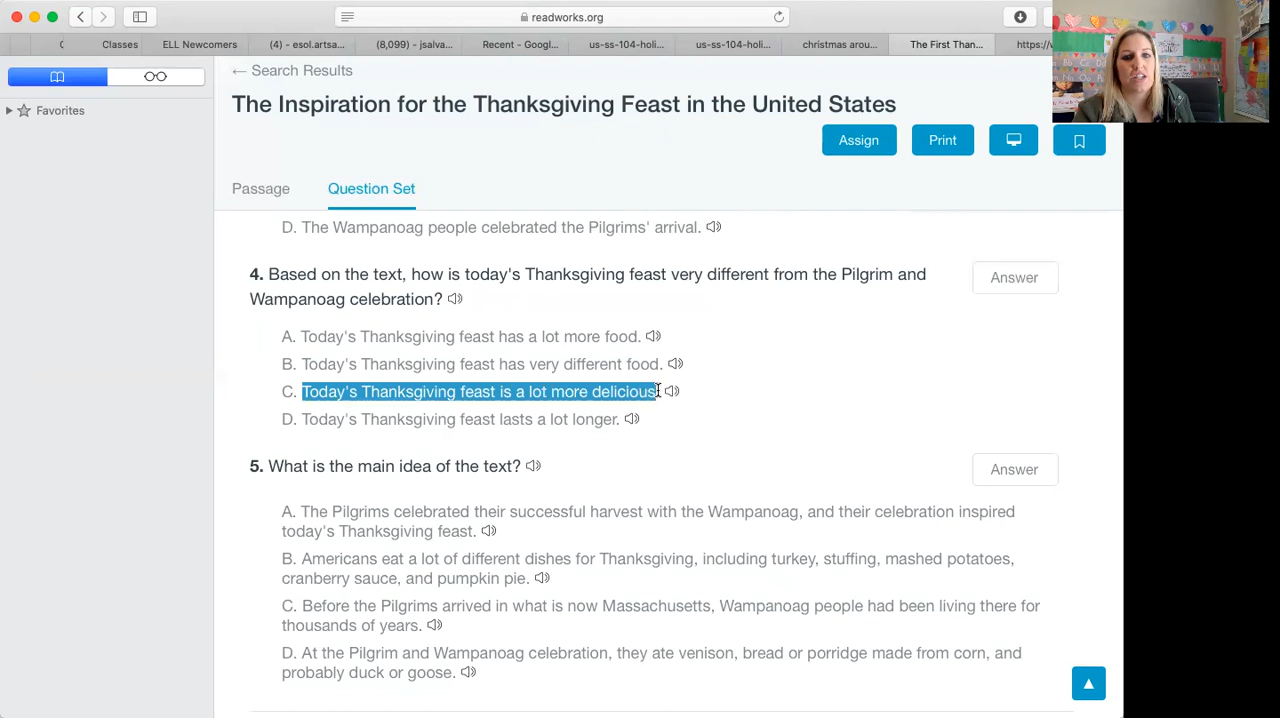 readworks.org
Classes
ELL Newcomers
(4) - esol.artsa...
(8,099) - jsalva...
Recent - Googl...
us-ss-104-holi...
us-ss-104-holi...
christmas arou...
The First Than...
Favorites
← Search Results
The Inspiration for the Thanksgiving Feast in the United States
Assign
Print
Passage
Question Set
D. The Wampanoag people celebrated the Pilgrims' arrival.
4. Based on the text, how is today's Thanksgiving feast very different from the Pilgrim and
Wampanoag celebration?
Answer
A. Today's Thanksgiving feast has a lot more food.
B. Today's Thanksgiving feast has very different food.
C. Today's Thanksgiving feast is a lot more delicious.
D. Today's Thanksgiving feast lasts a lot longer.
5. What is the main idea of the text?
Answer
A. The Pilgrims celebrated their successful harvest with the Wampanoag, and their celebration inspired
today's Thanksgiving feast.
B. Americans eat a lot of different dishes for Thanksgiving, including turkey, stuffing, mashed potatoes,
cranberry sauce, and pumpkin pie.
C. Before the Pilgrims arrived in what is now Massachusetts, Wampanoag people had been living there for
thousands of years.
D. At the Pilgrim and Wampanoag celebration, they ate venison, bread or porridge made from corn, and
probably duck or goose.